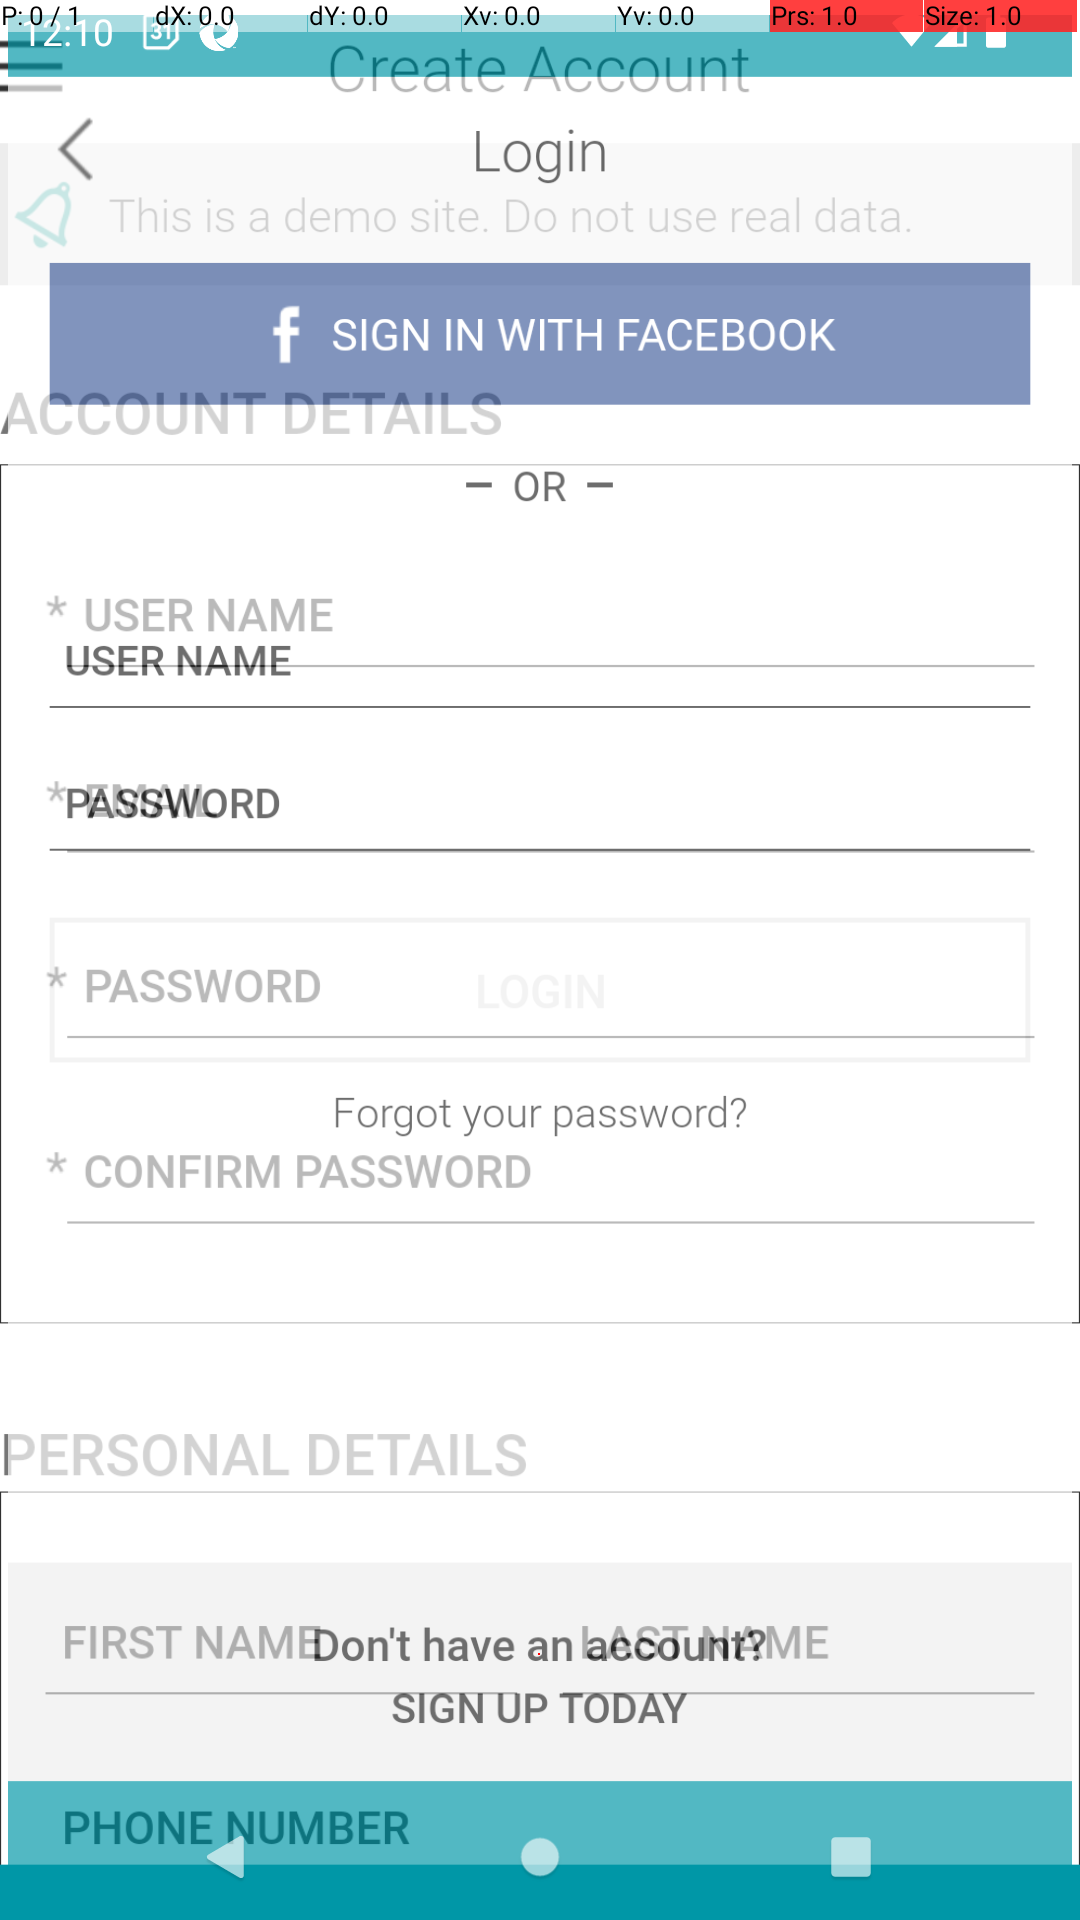 P: 0 / 1 dX: 0.0 dY: 0.0 Xv: 0.0 Yv: 0.0 Prs: 1.0 Size: 1.0
12:10 31
Create Account
Login
This is a demo site. Do not use real data.
f SIGN IN WITH FACEBOOK
ACCOUNT DETAILS
– OR –
* USER NAME
USER NAME
* EMAIL
PASSWORD
* PASSWORD
LOGIN
Forgot your password?
* CONFIRM PASSWORD
PERSONAL DETAILS
FIRST NAME
LAST NAME
Don't have an account?
SIGN UP TODAY
PHONE NUMBER